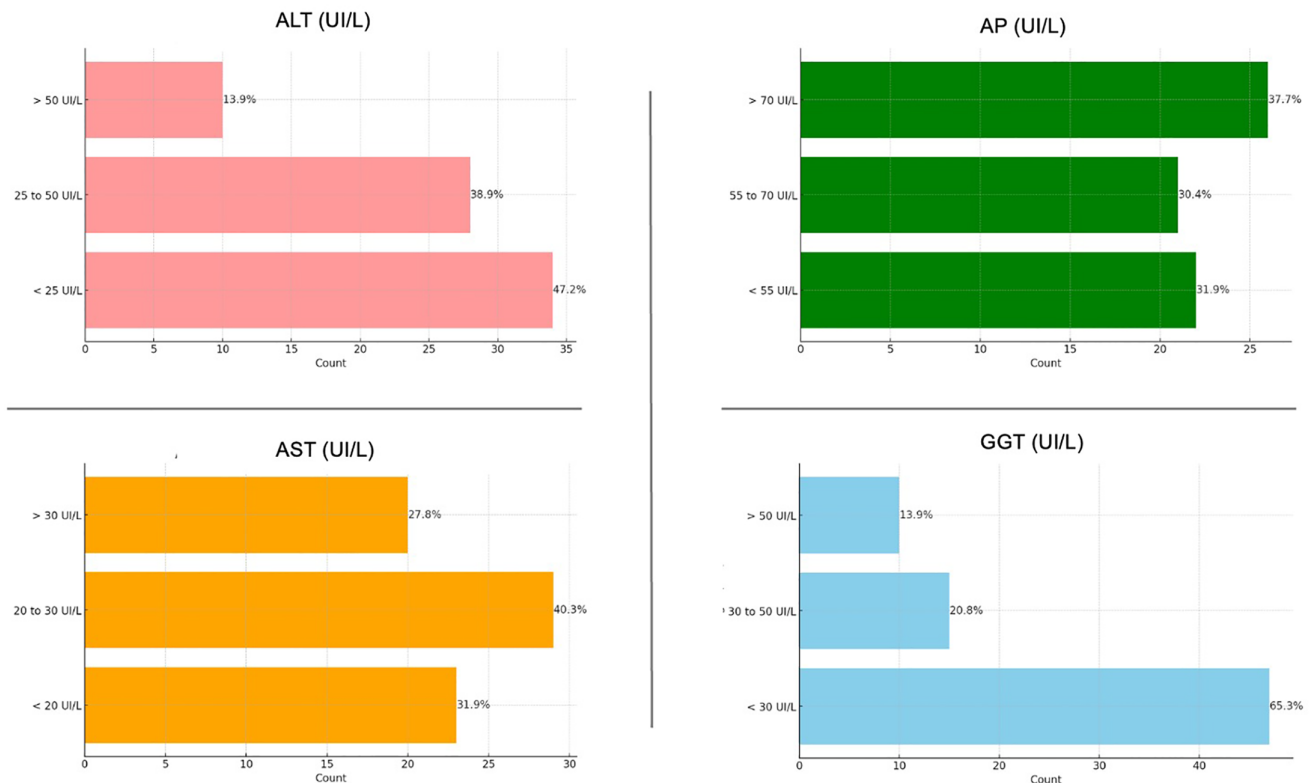 ALT (UI/L)
> 50 UI/L
13.9%
25 to 50 UI/L
38.9%
< 25 UI/L
47.2%
0 5 10 15 20 25 30 35
Count
AP (UI/L)
> 70 UI/L
37.7%
55 to 70 UI/L
30.4%
< 55 UI/L
31.9%
0 5 10 15 20 25
Count
AST (UI/L)
> 30 UI/L
27.8%
20 to 30 UI/L
40.3%
< 20 UI/L
31.9%
0 5 10 15 20 25 30
Count
GGT (UI/L)
> 50 UI/L
13.9%
30 to 50 UI/L
20.8%
< 30 UI/L
65.3%
0 10 20 30 40
Count